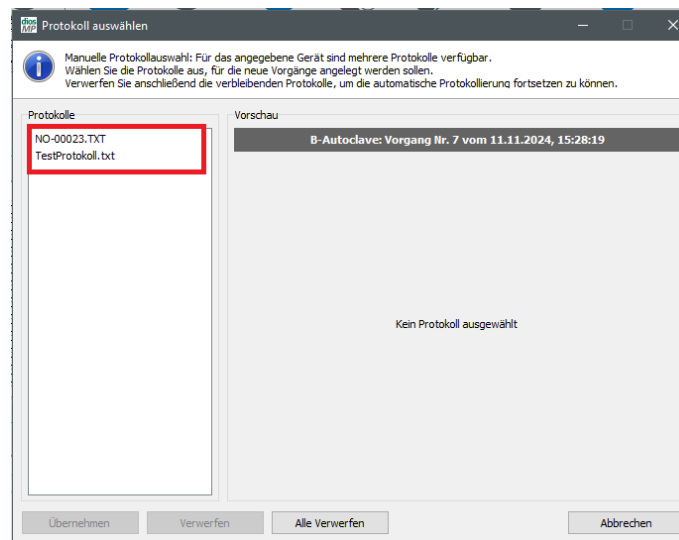 dios MP Protokoll auswählen
Manuelle Protokollauswahl: Für das angegebene Gerät sind mehrere Protokolle verfügbar.
Wählen Sie die Protokolle aus, für die neue Vorgänge angelegt werden sollen.
Verwerfen Sie anschließend die verbleibenden Protokolle, um die automatische Protokollierung fortsetzen zu können.
Protokolle
NO-00023.TXT
TestProtokoll.txt
Vorschau
B-Autoclave: Vorgang Nr. 7 vom 11.11.2024, 15:28:19
Kein Protokoll ausgewählt
Übernehmen Verwerfen Alle Verwerfen Abbrechen